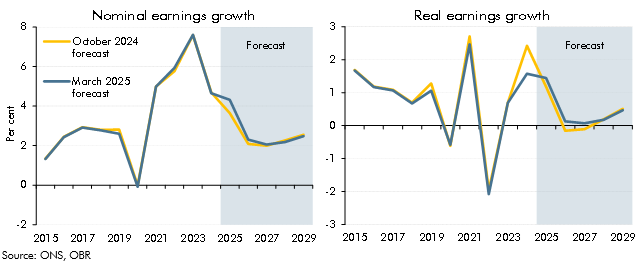 Nominal earnings growth
8
6
4
2
0
-2
Per cent
October 2024
forecast
March 2025
forecast
Forecast
2015 2017 2019 2021 2023 2025 2027 2029
Real earnings growth
3
2
1
0
-1
-2
-3
Forecast
2015 2017 2019 2021 2023 2025 2027 2029
Source: ONS, OBR